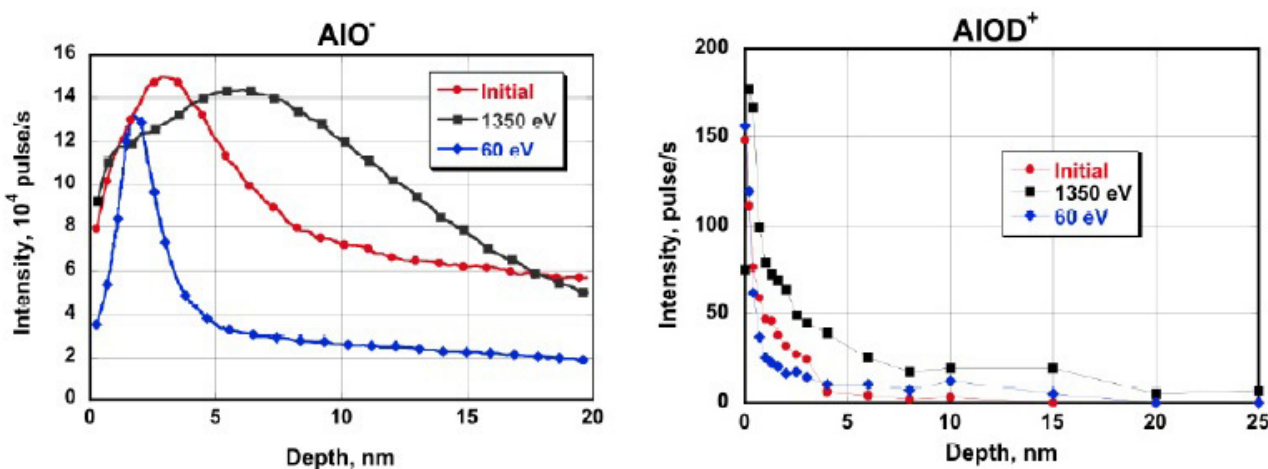 AlO⁻
16
14
12
10
8
6
4
2
0
Intensity, 10⁴ pulse/s
Initial
1350 eV
60 eV
0 5 10 15 20
Depth, nm
AlOD⁺
200
150
100
50
0
Intensity, pulse/s
Initial
1350 eV
60 eV
0 5 10 15 20 25
Depth, nm